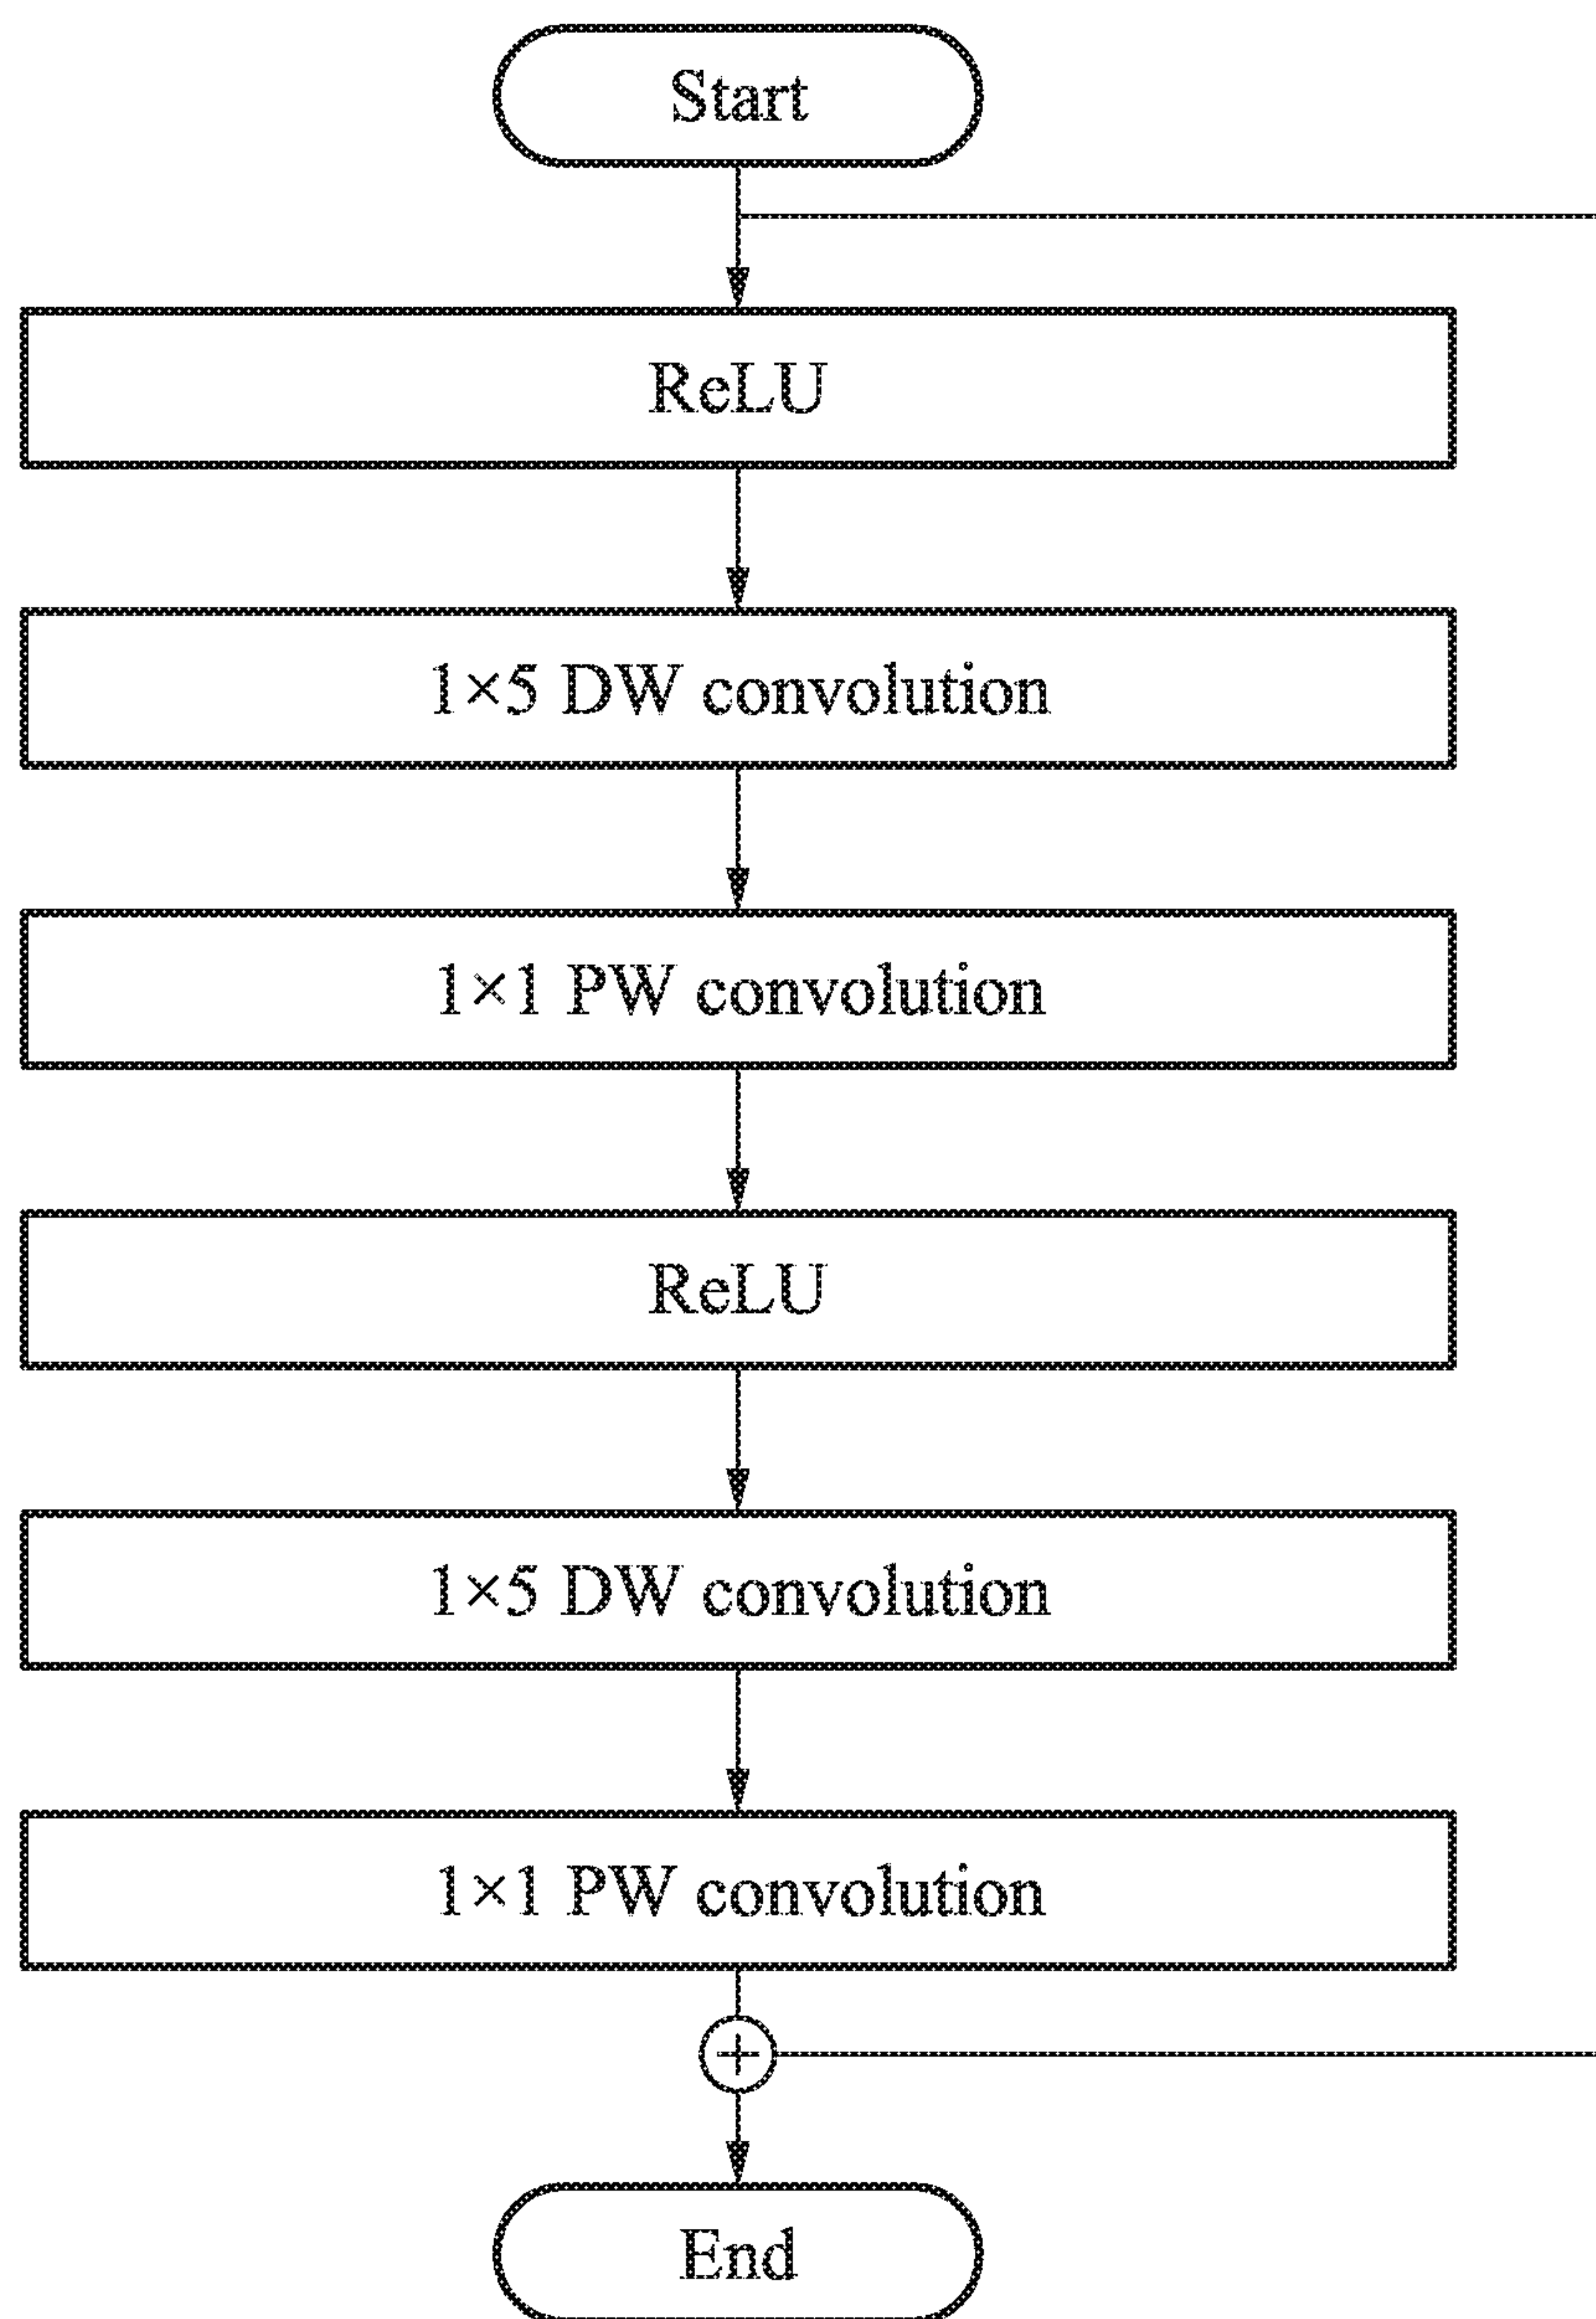 Start
ReLU
1×5 DW convolution
1×1 PW convolution
ReLU
1×5 DW convolution
1×1 PW convolution
+
End